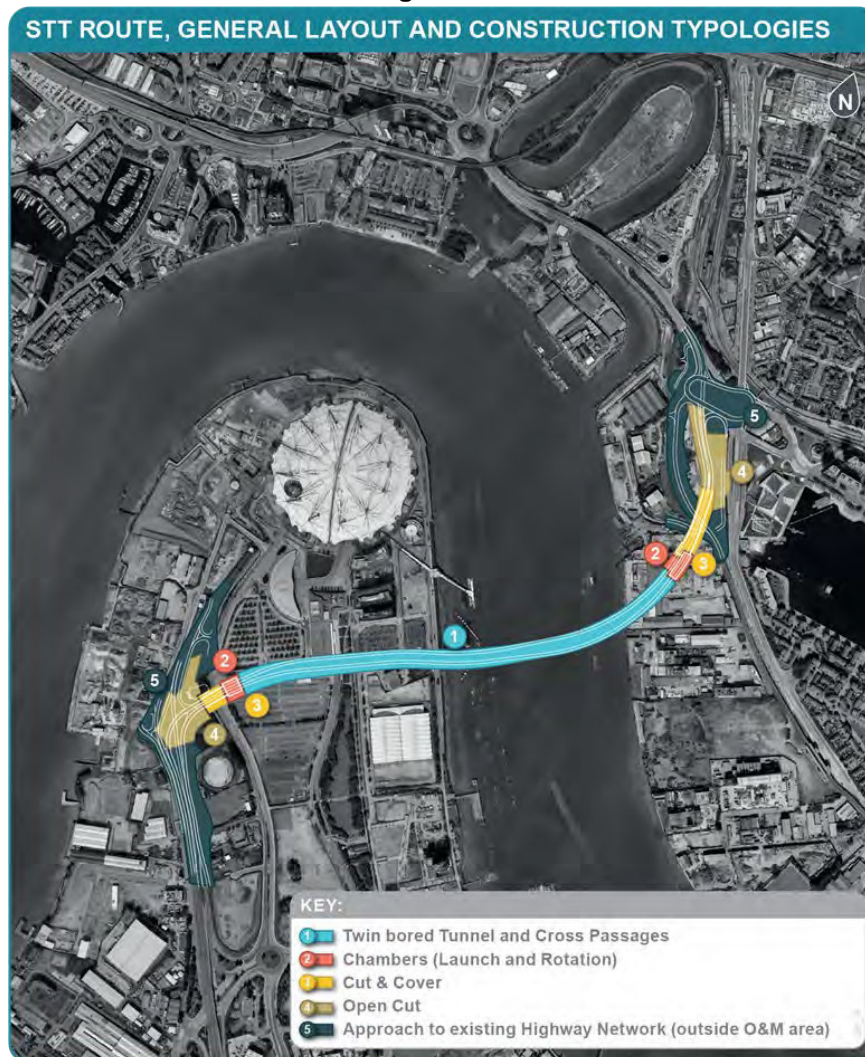 STT ROUTE, GENERAL LAYOUT AND CONSTRUCTION TYPOLOGIES
N
5
4
2
3
1
2
5
3
4
KEY:
1 Twin bored Tunnel and Cross Passages
2 Chambers (Launch and Rotation)
3 Cut & Cover
4 Open Cut
5 Approach to existing Highway Network (outside O&M area)